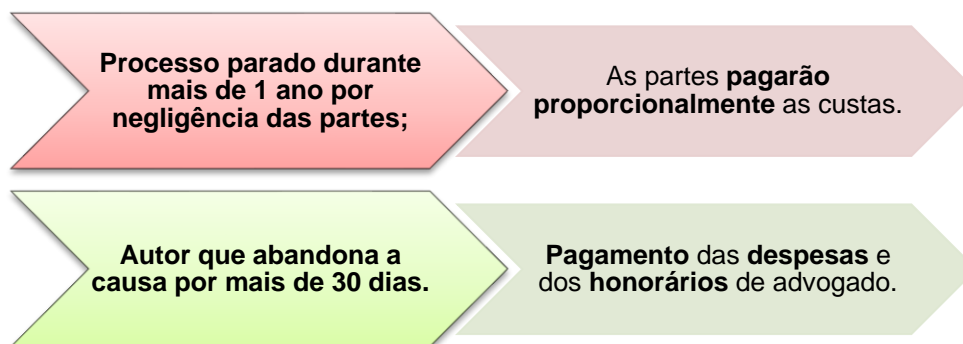 Processo parado durante
mais de 1 ano por
negligência das partes;
As partes pagarão
proporcionalmente as custas.
Autor que abandona a
causa por mais de 30 dias.
Pagamento das despesas e
dos honorários de advogado.